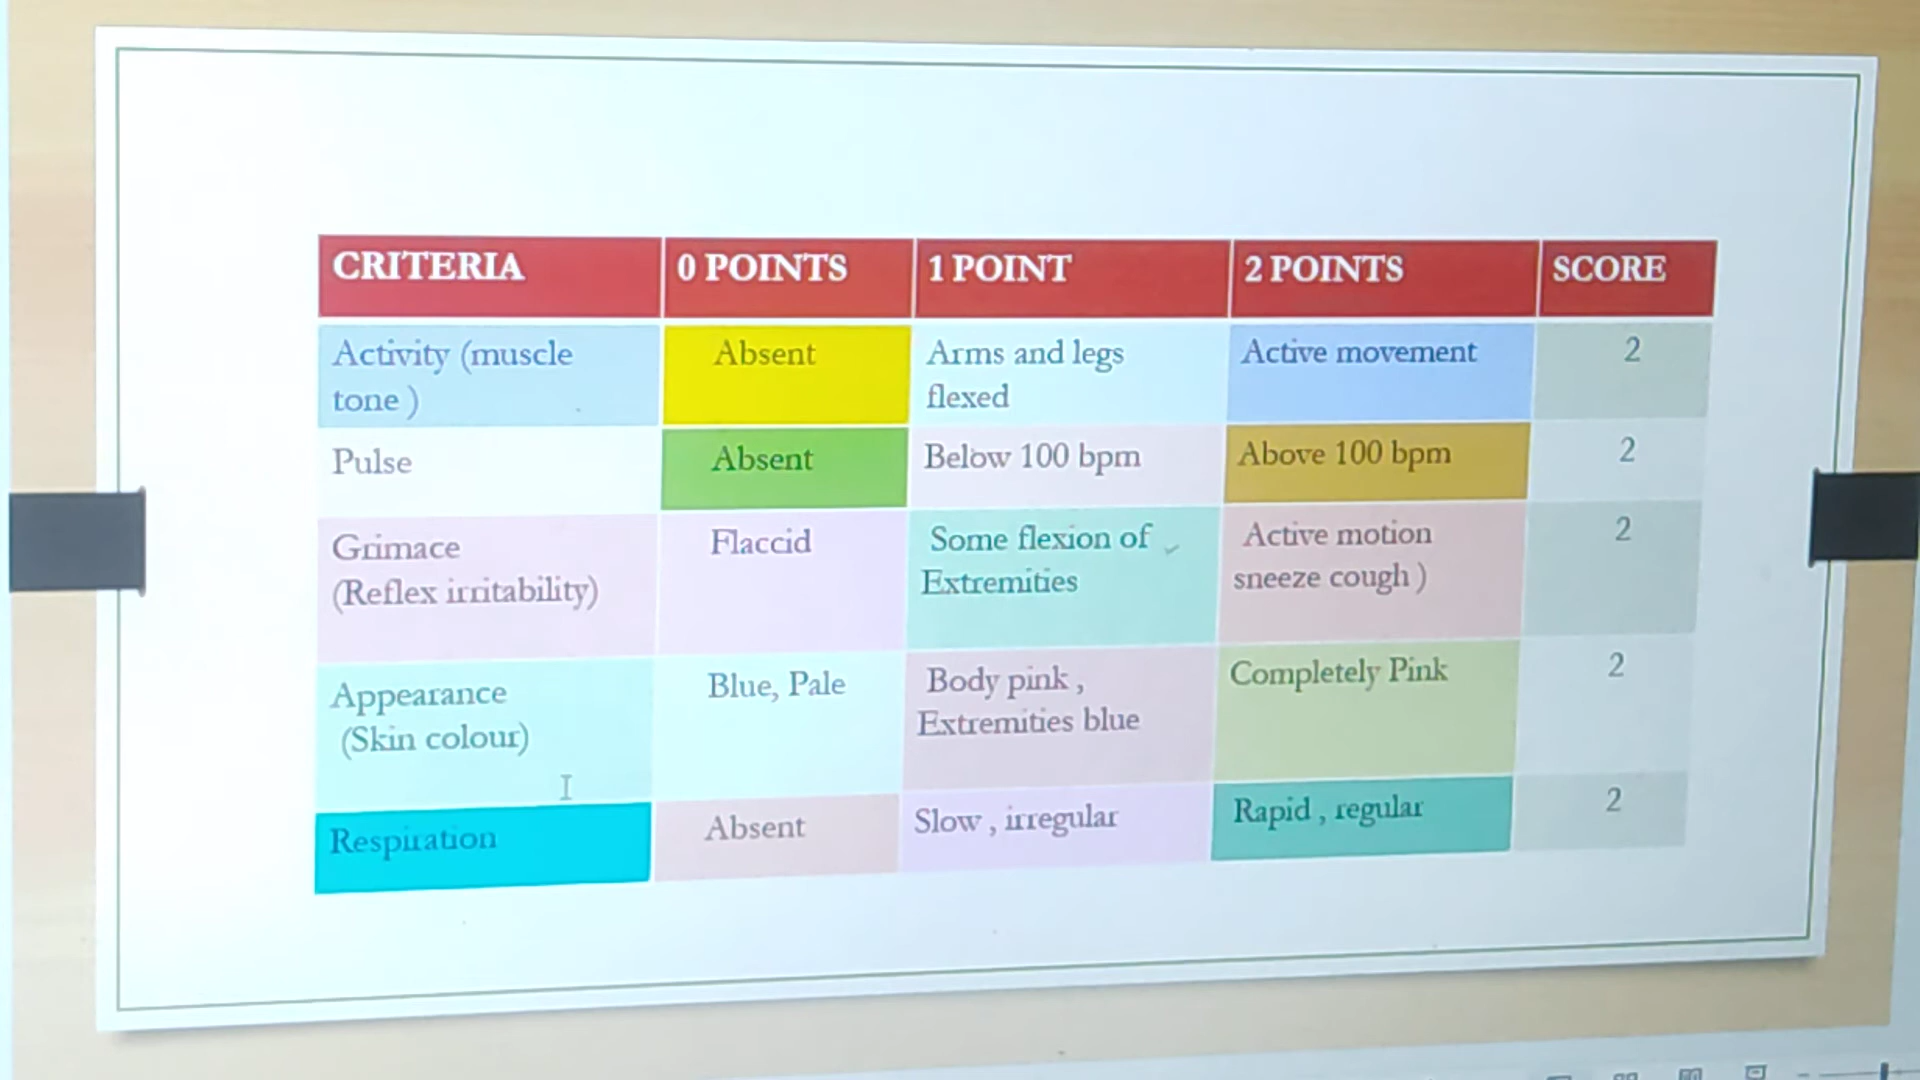 CRITERIA 0 POINTS 1 POINT 2 POINTS SCORE
Activity (muscle tone ) Absent Arms and legs flexed Active movement 2
Pulse Absent Below 100 bpm Above 100 bpm 2
Grimace (Reflex irritability) Flaccid Some flexion of Extremities Active motion sneeze cough ) 2
Appearance (Skin colour) Blue, Pale Body pink , Extremities blue Completely Pink 2
Respiration Absent Slow , irregular Rapid , regular 2